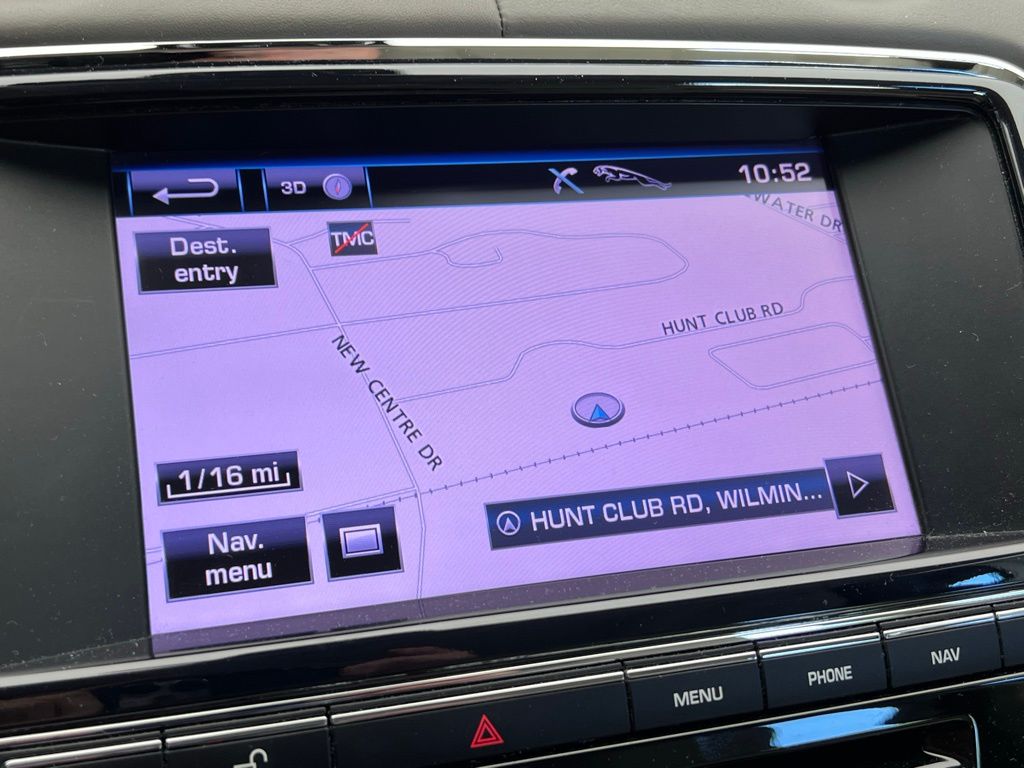 3D
10:52
TMC
WATER DR
Dest.
entry
HUNT CLUB RD
NEW CENTRE DR
1/16 mi
HUNT CLUB RD, WILMIN...
Nav.
menu
MENU
PHONE
NAV